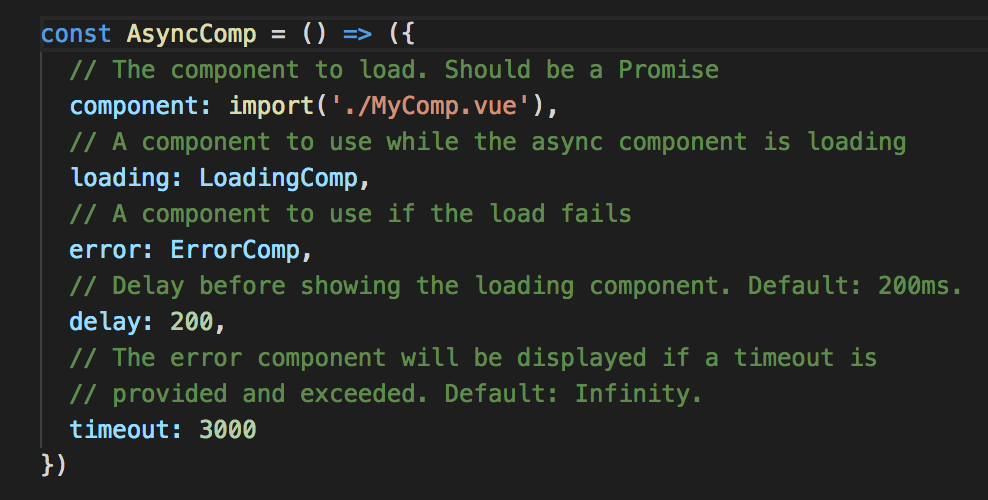 const AsyncComp = () => ({
  // The component to load. Should be a Promise
  component: import('./MyComp.vue'),
  // A component to use while the async component is loading
  loading: LoadingComp,
  // A component to use if the load fails
  error: ErrorComp,
  // Delay before showing the loading component. Default: 200ms.
  delay: 200,
  // The error component will be displayed if a timeout is
  // provided and exceeded. Default: Infinity.
  timeout: 3000
})